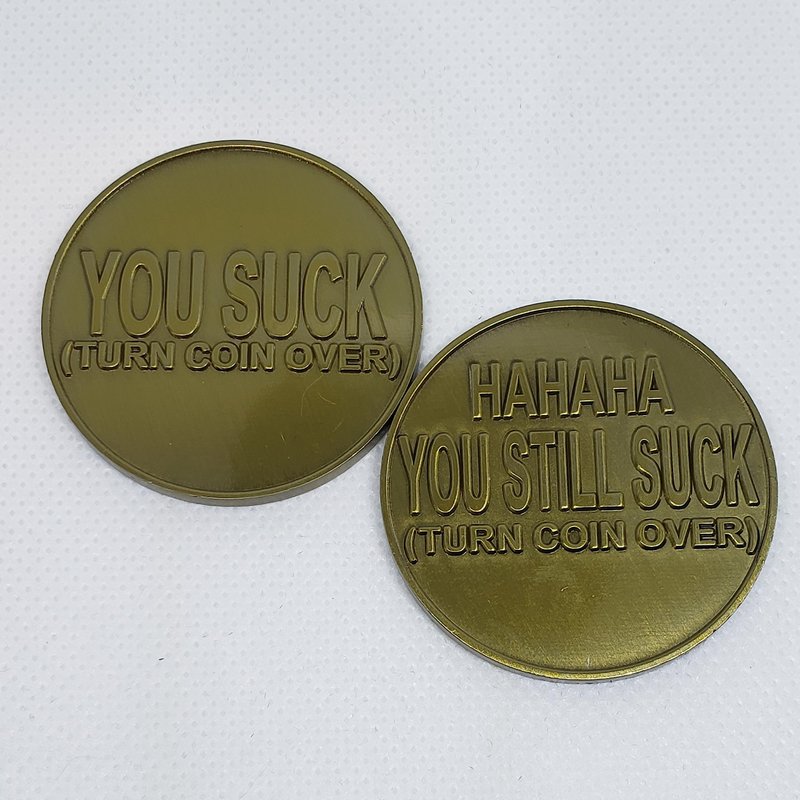 YOU SUCK
(TURN COIN OVER)
HAHAHA
YOU STILL SUCK
(TURN COIN OVER)